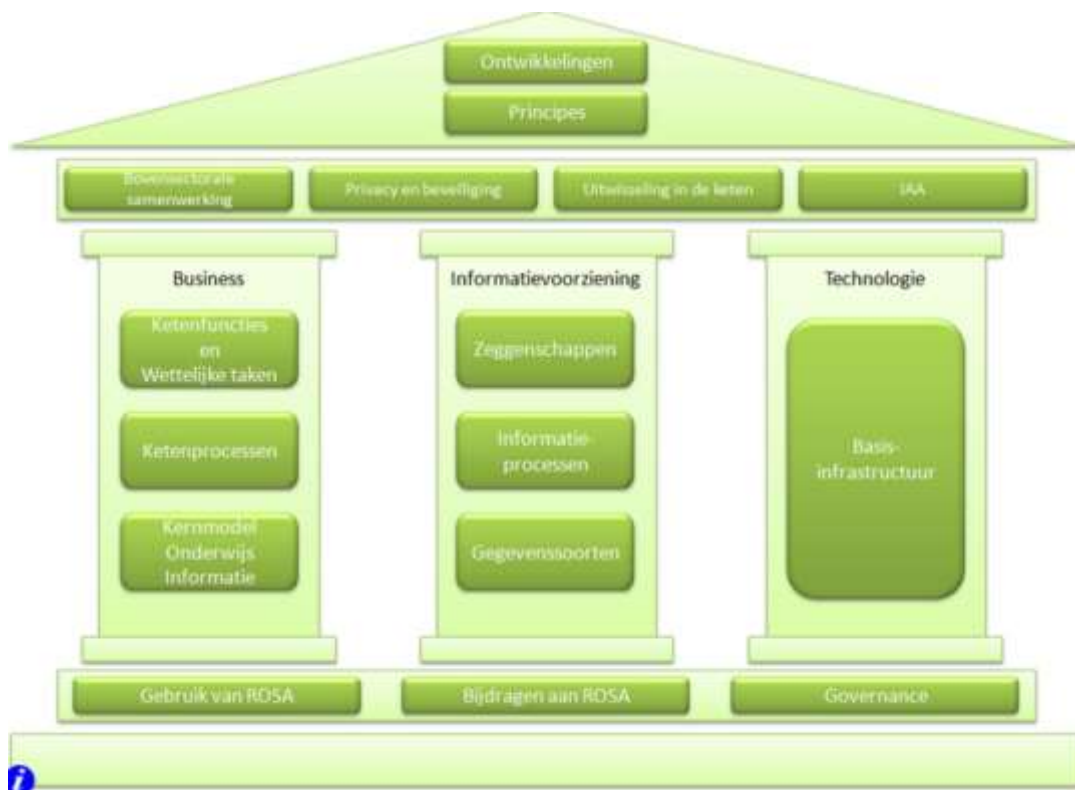 Ontwikkelingen
Principes
Bovensectorale
samenwerking
Privacy en beveiliging
Uitwisseling in de keten
IAA
Business
Ketenfuncties
en
Wettelijke taken
Ketenprocessen
Kernmodel
Onderwijs
Informatie
Informatievoorziening
Zeggenschappen
Informatie-
processen
Gegevenssoorten
Technologie
Basis-
infrastructuur
Gebruik van ROSA
Bijdragen aan ROSA
Governance
i